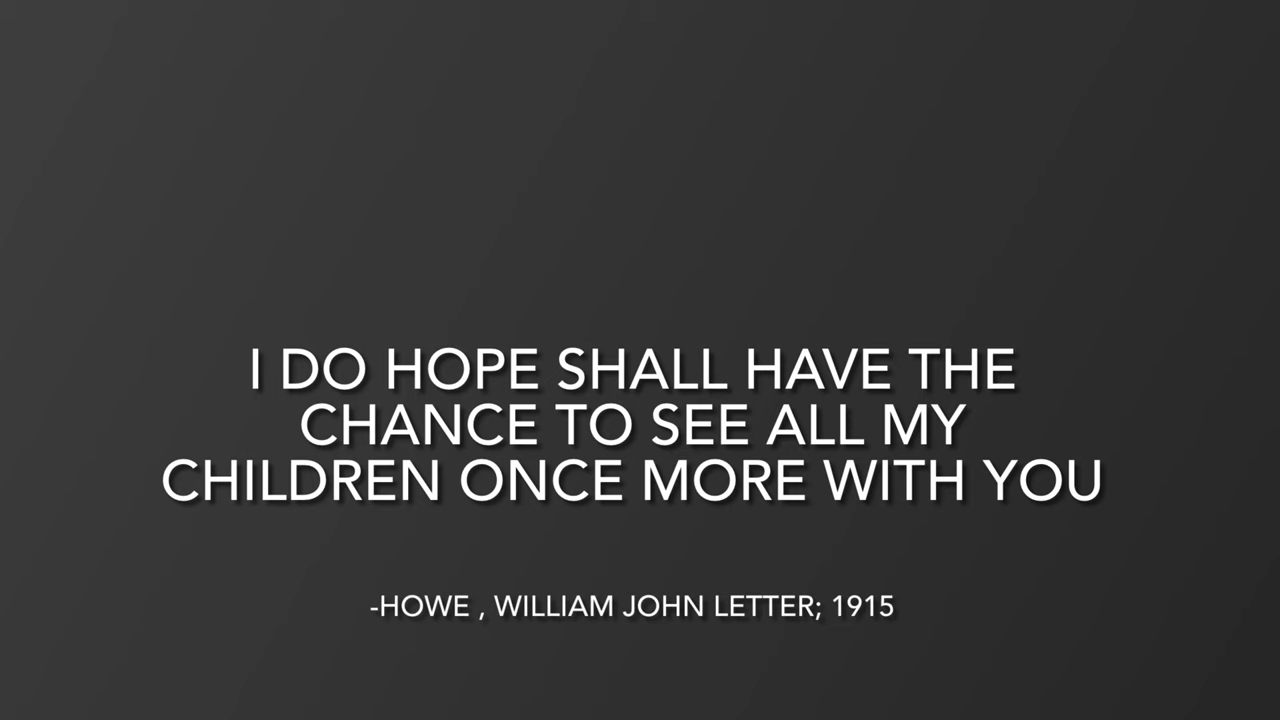 I DO HOPE SHALL HAVE THE
CHANCE TO SEE ALL MY
CHILDREN ONCE MORE WITH YOU
-HOWE , WILLIAM JOHN LETTER; 1915